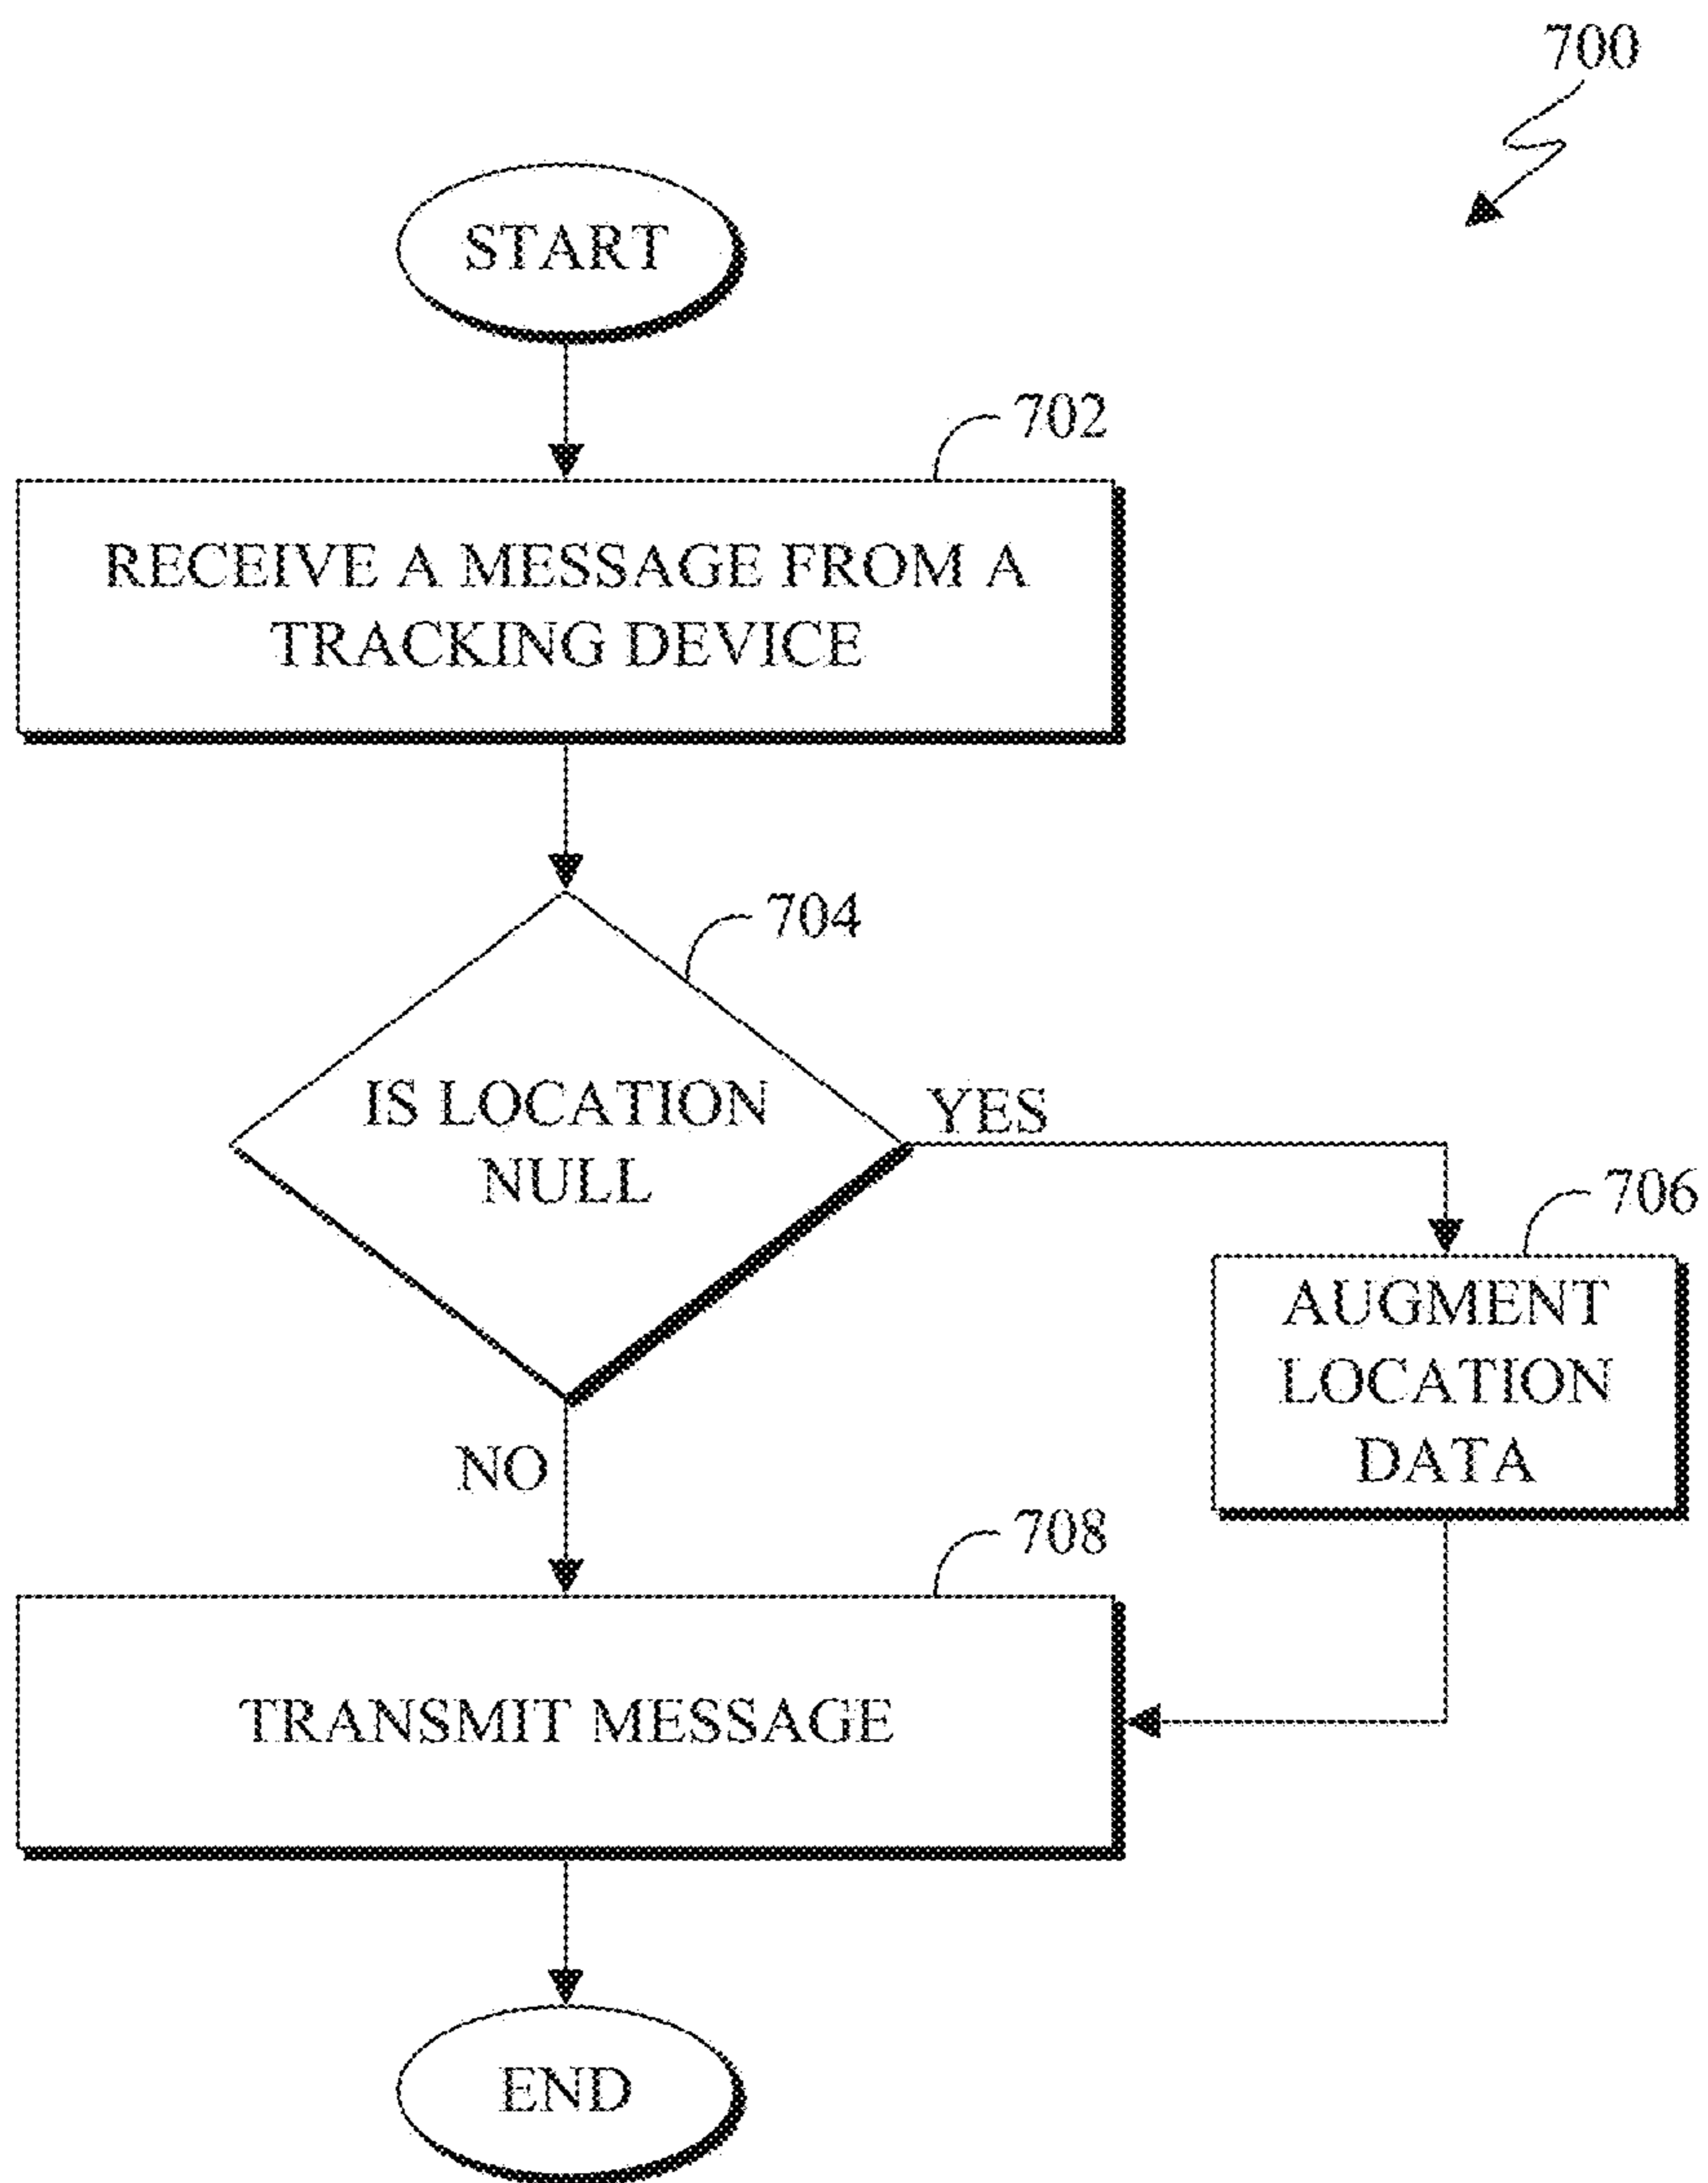 700
START
702
RECEIVE A MESSAGE FROM A
TRACKING DEVICE
704
IS LOCATION
NULL
YES
706
AUGMENT
LOCATION
DATA
NO
708
TRANSMIT MESSAGE
END